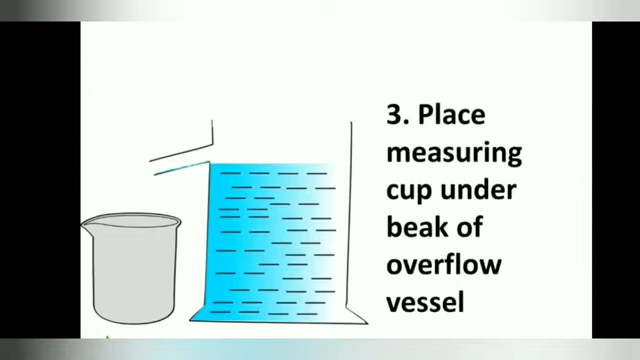 3. Place
measuring
cup under
beak of
overflow
vessel